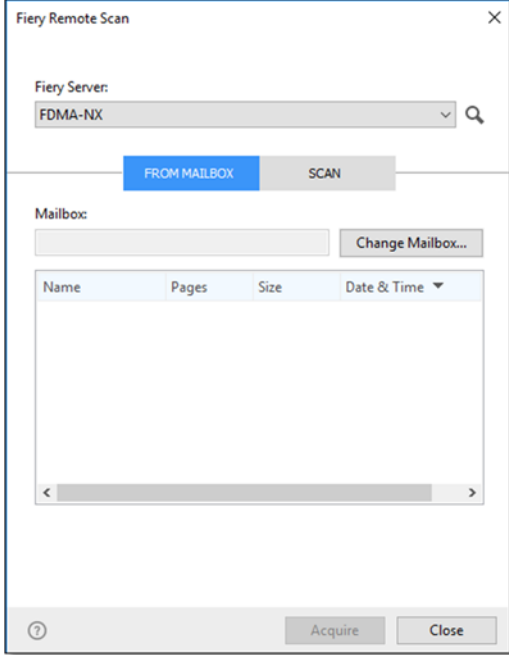 Fiery Remote Scan
Fiery Server:
FDMA-NX
FROM MAILBOX SCAN
Mailbox:
Change Mailbox...
Name Pages Size Date & Time
Acquire Close